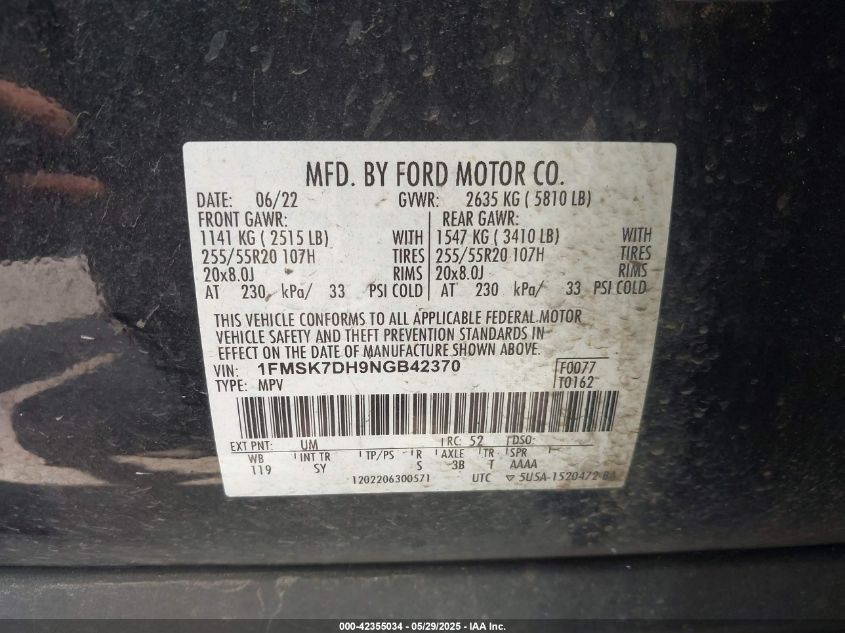 MFD. BY FORD MOTOR CO.
DATE: 06/22 GVWR: 2635 KG ( 5810 LB)
FRONT GAWR: REAR GAWR:
1141 KG ( 2515 LB) WITH 1547 KG ( 3410 LB) WITH
255/55R20 107H TIRES 255/55R20 107H TIRES
20x8.0J RIMS 20x8.0J RIMS
AT 230 kPa/ 33 PSI COLD AT 230 kPa/ 33 PSI COLD
THIS VEHICLE CONFORMS TO ALL APPLICABLE FEDERAL MOTOR
VEHICLE SAFETY AND THEFT PREVENTION STANDARDS IN
EFFECT ON THE DATE OF MANUFACTURE SHOWN ABOVE.
VIN: 1FMSK7DH9NGB42370 F0077
TYPE: MPV T0162
EXT PNT: UM RC: 52 DSO:
WB INT TR TP/PS R AXLE TR SPR
119 SY S 3B T AAAA
1202206300571 UTC ▽ 5U5A-1520472-BA
000-42355034 - 05/29/2025 - IAA Inc.